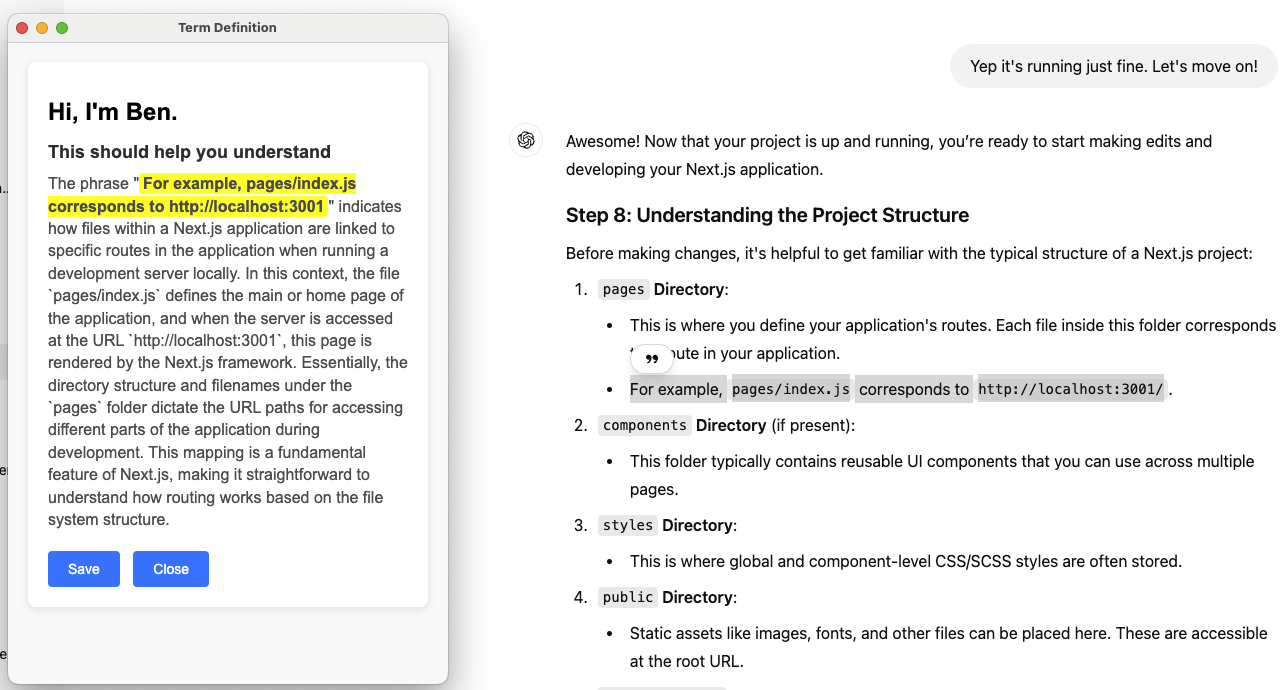 Term Definition
Hi, I'm Ben.
This should help you understand
The phrase "For example, pages/index.js
corresponds to http://localhost:3001" indicates
how files within a Next.js application are linked to
specific routes in the application when running a
development server locally. In this context, the file
`pages/index.js` defines the main or home page of
the application, and when the server is accessed
at the URL `http://localhost:3001`, this page is
rendered by the Next.js framework. Essentially, the
directory structure and filenames under the
`pages` folder dictate the URL paths for accessing
different parts of the application during
development. This mapping is a fundamental
feature of Next.js, making it straightforward to
understand how routing works based on the file
system structure.
Save Close
Yep it's running just fine. Let's move on!
Awesome! Now that your project is up and running, you’re ready to start making edits and
developing your Next.js application.
Step 8: Understanding the Project Structure
Before making changes, it's helpful to get familiar with the typical structure of a Next.js project:
1. pages Directory:
• This is where you define your application's routes. Each file inside this folder corresponds
in your application.
• For example, pages/index.js corresponds to http://localhost:3001/.
2. components Directory (if present):
• This folder typically contains reusable UI components that you can use across multiple
pages.
3. styles Directory:
• This is where global and component-level CSS/SCSS styles are often stored.
4. public Directory:
• Static assets like images, fonts, and other files can be placed here. These are accessible
at the root URL.